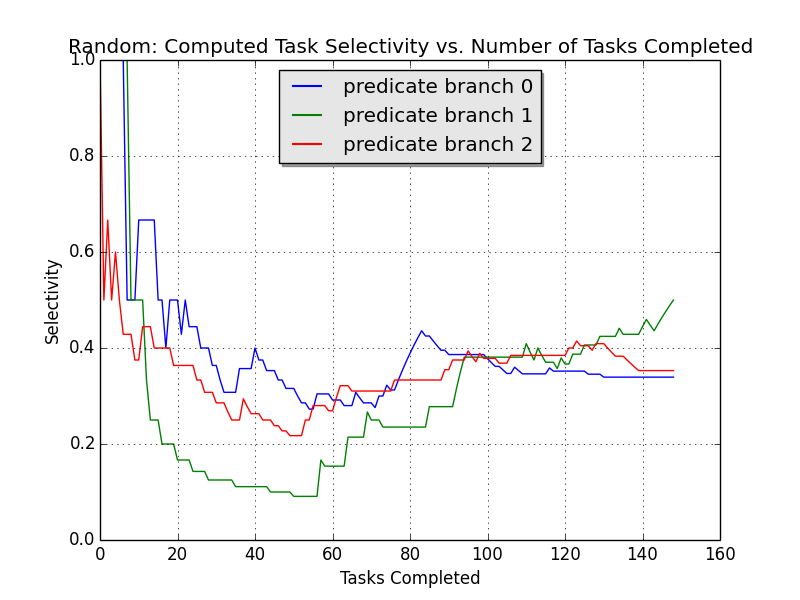 Random: Computed Task Selectivity vs. Number of Tasks Completed
1.0
predicate branch 0
predicate branch 1
predicate branch 2
0.8
0.6
Selectivity
0.4
0.2
0.0
0 20 40 60 80 100 120 140 160
Tasks Completed